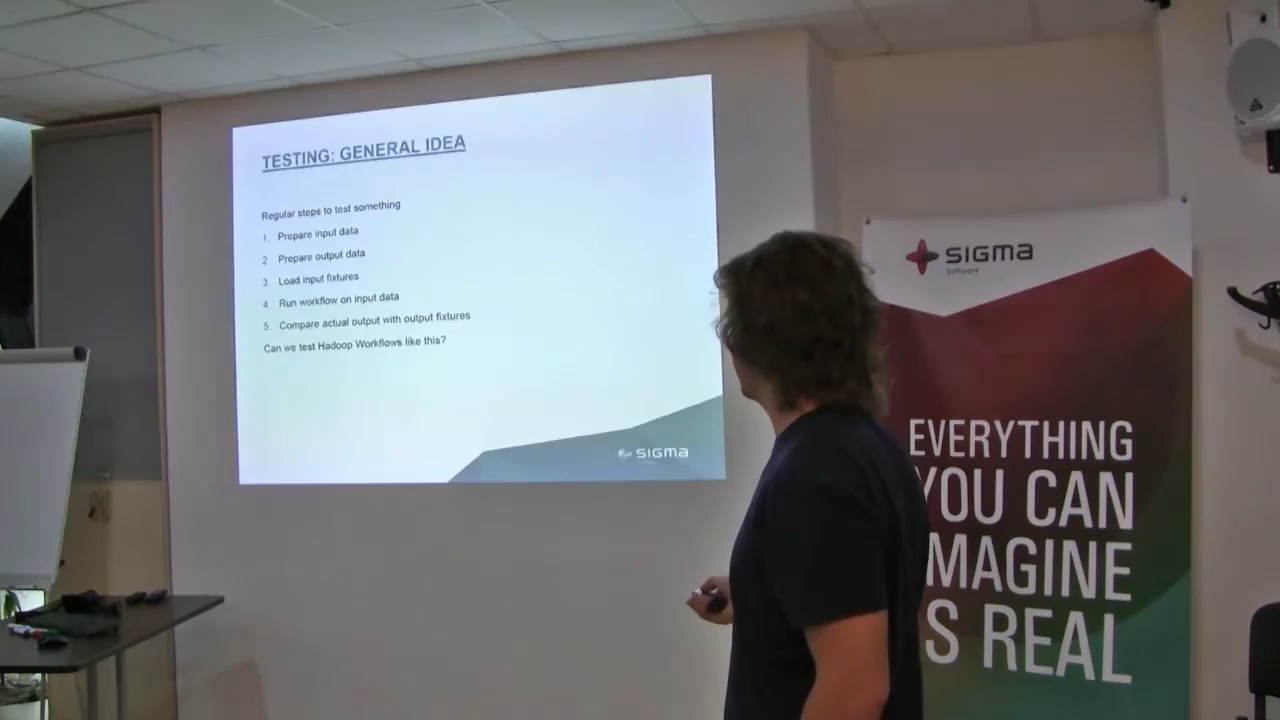 TESTING: GENERAL IDEA
Regular steps to test something
1. Prepare input data
2. Prepare output data
3. Load input fixtures
4. Run workflow on input data
5. Compare actual output with output fixtures
Can we test Hadoop Workflows like this?
SIGMA
SIGMA
Software
EVERYTHING
YOU CAN
MAGINE
S REAL